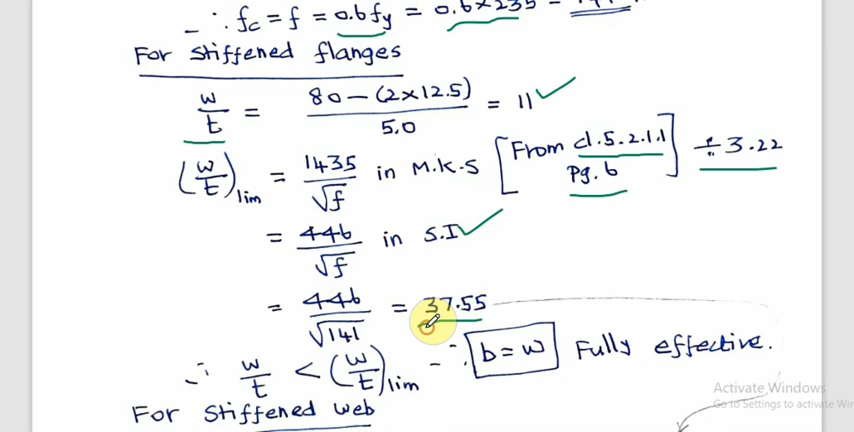 ∴ fc = f = 0.6fy = 0.6×235 =
For stiffened flanges
w/t = 80 – (2×12.5) / 5.0 = 11
(w/t)lim = 1435/√f in M.K.S [From cl.5.2.1.1 Pg.6] ÷3.22
= 446/√f in S.I
= 446/√141 = 37.55
∴ w/t < (w/t)lim – ∴ b=w Fully effective.
Activate Windows
Go to Settings to activate Win
For stiffened web